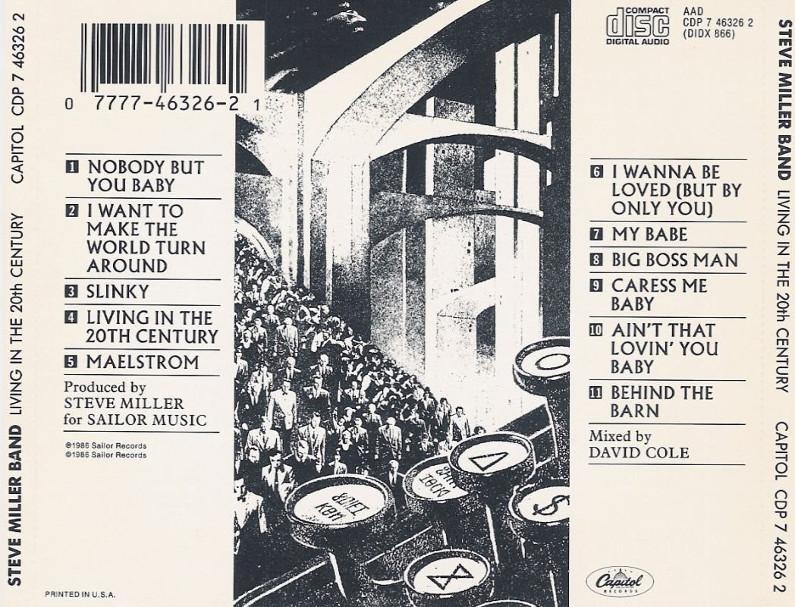 STEVE MILLER BAND LIVING IN THE 20th CENTURY CAPITOL CDP 7 46326 2
0 7777-46326-2 1
1 NOBODY BUT
YOU BABY
2 I WANT TO
MAKE THE
WORLD TURN
AROUND
3 SLINKY
4 LIVING IN THE
20TH CENTURY
5 MAELSTROM
Produced by
STEVE MILLER
for SAILOR MUSIC
℗1986 Sailor Records
©1986 Sailor Records
PRINTED IN U.S.A.
SHIFT
KEY
$
COMPACT
disc
DIGITAL AUDIO
AAD
CDP 7 46326 2
(DIDX 866)
6 I WANNA BE
LOVED (BUT BY
ONLY YOU)
7 MY BABE
8 BIG BOSS MAN
9 CARESS ME
BABY
10 AIN'T THAT
LOVIN' YOU
BABY
11 BEHIND THE
BARN
Mixed by
DAVID COLE
Capitol
RECORDS
STEVE MILLER BAND LIVING IN THE 20th CENTURY CAPITOL CDP 7 46326 2